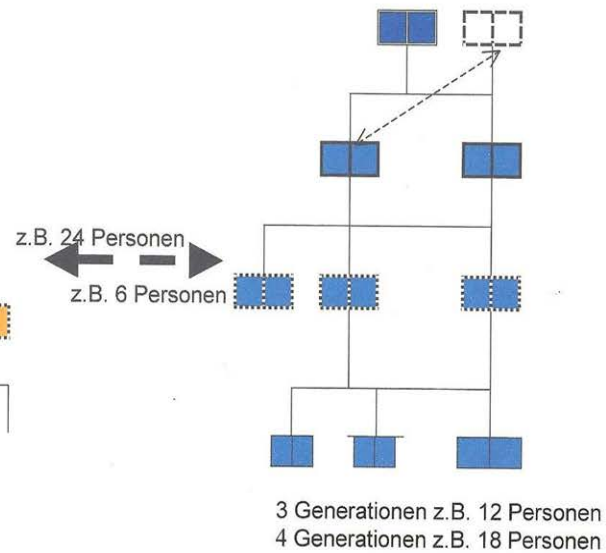 z.B. 24 Personen
z.B. 6 Personen
3 Generationen z.B. 12 Personen
4 Generationen z.B. 18 Personen